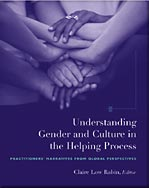 Understanding
Gender and Culture in
the Helping Process
PRACTITIONERS' NARRATIVES FROM GLOBAL PERSPECTIVES
Claire Low Rabin, Editor